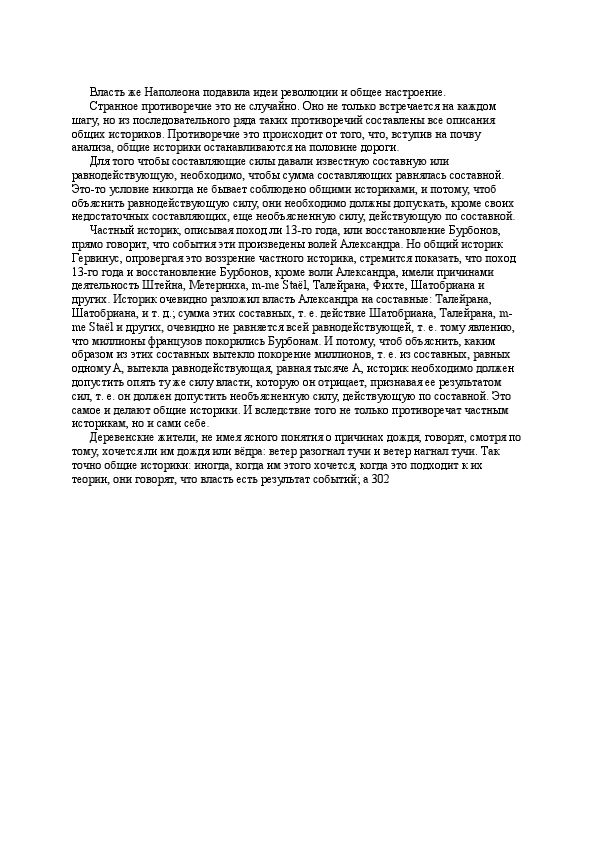 Власть же Наполеона подавила идеи революции и общее настроение.
Странное противоречие это не случайно. Оно не только встречается на каждом
шагу, но из последовательного ряда таких противоречий составлены все описания
общих историков. Противоречие это происходит от того, что, вступив на почву
анализа, общие историки останавливаются на половине дороги.
Для того чтобы составляющие силы давали известную составную или
равнодействующую, необходимо, чтобы сумма составляющих равнялась составной.
Это-то условие никогда не бывает соблюдено общими историками, и потому, чтоб
объяснить равнодействующую силу, они необходимо должны допускать, кроме своих
недостаточных составляющих, еще необъясненную силу, действующую по составной.
Частный историк, описывая поход ли 13-го года, или восстановление Бурбонов,
прямо говорит, что события эти произведены волей Александра. Но общий историк
Гервинус, опровергая это воззрение частного историка, стремится показать, что поход
13-го года и восстановление Бурбонов, кроме воли Александра, имели причинами
деятельность Штейна, Метерниха, m-me Staël, Талейрана, Фихте, Шатобриана и
других. Историк очевидно разложил власть Александра на составные: Талейрана,
Шатобриана, и т. д.; сумма этих составных, т. е. действие Шатобриана, Талейрана, m-
me Staël и других, очевидно не равняется всей равнодействующей, т. е. тому явлению,
что миллионы французов покорились Бурбонам. И потому, чтоб объяснить, каким
образом из этих составных вытекло покорение миллионов, т. е. из составных, равных
одному А, вытекла равнодействующая, равная тысяче А, историк необходимо должен
допустить опять ту же силу власти, которую он отрицает, признавая ее результатом
сил, т. е. он должен допустить необъясненную силу, действующую по составной. Это
самое и делают общие историки. И вследствие того не только противоречат частным
историкам, но и сами себе.
Деревенские жители, не имея ясного понятия о причинах дождя, говорят, смотря по
тому, хочется ли им дождя или вёдра: ветер разогнал тучи и ветер нагнал тучи. Так
точно общие историки: иногда, когда им этого хочется, когда это подходит к их
теории, они говорят, что власть есть результат событий; а 302